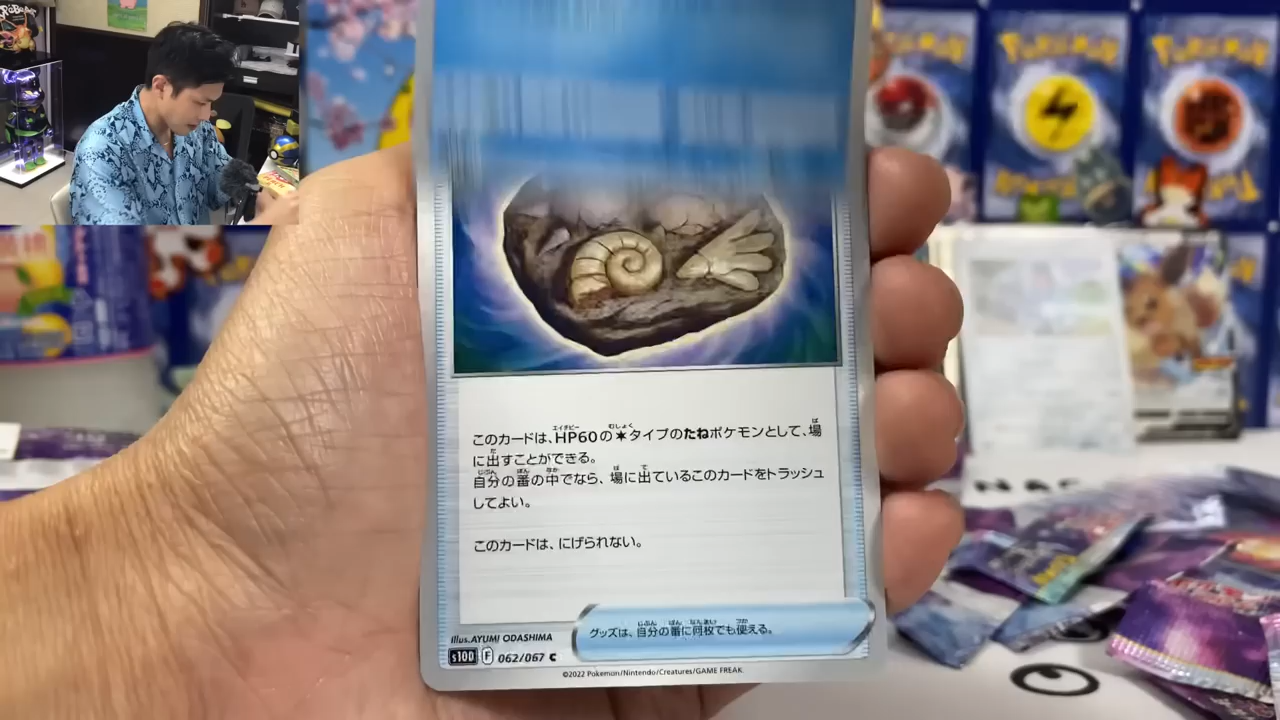 Pokémon
Pokémon
Pokémon
このカードは、HP60の タイプのたねポケモンとして、場
に出すことができる。
自分の番の中でなら、場に出ているこのカードをトラッシュ
してよい。
このカードは、にげられない。
グッズは、自分の番に何枚でも使える。
Illus.AYUMI ODASHIMA
s10D F 062/067 C
©2022 Pokémon/Nintendo/Creatures/GAME FREAK.